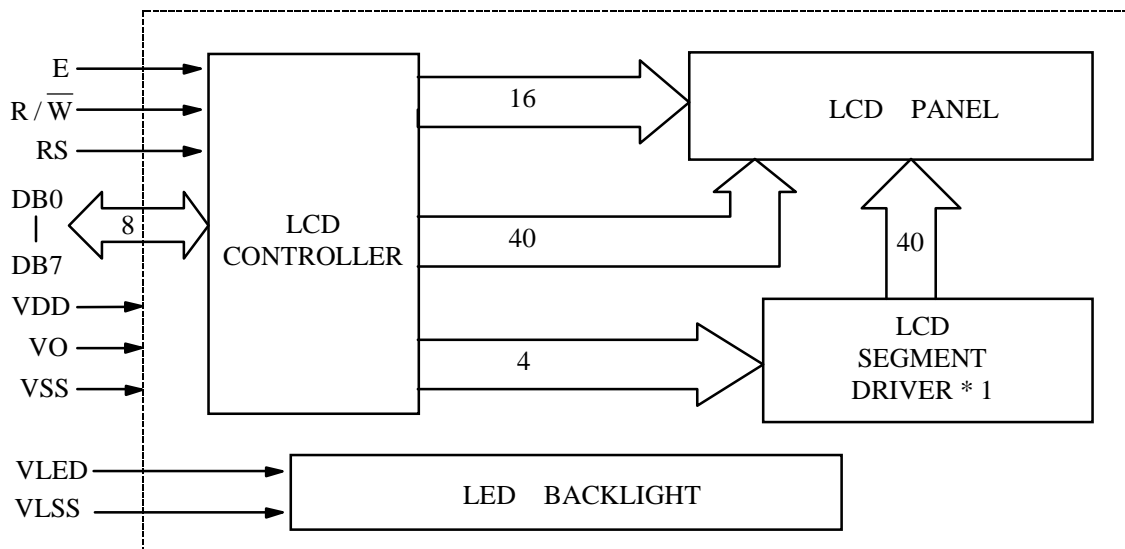 E
R / W̅
RS
DB0
DB7
8
VDD
VO
VSS
VLED
VLSS
LCD
CONTROLLER
16
40
4
LCD PANEL
40
LCD
SEGMENT
DRIVER * 1
LED BACKLIGHT